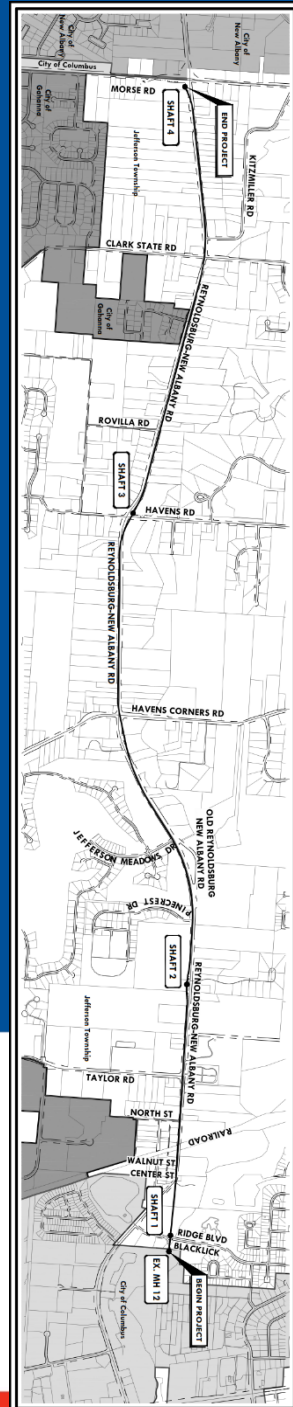 City of
New Albany
City of
New Albany
City of Columbus
MORSE RD
City of
Gahanna
SHAFT 4
END PROJECT
Jefferson
Township
KITZMILLER RD
CLARK STATE RD
City of
Gahanna
REYNOLDSBURG-NEW ALBANY RD
ROVILLA RD
SHAFT 3
HAVENS RD
REYNOLDSBURG-NEW ALBANY RD
HAVENS CORNERS RD
OLD REYNOLDSBURG
NEW ALBANY RD
JEFFERSON MEADOWS DR
PINECREST DR
SHAFT 2
REYNOLDSBURG-NEW ALBANY RD
Jefferson
Township
TAYLOR RD
NORTH ST
RAILROAD
WALNUT ST
CENTER ST
SHAFT 1
RIDGE BLVD
BLACKLICK
EX. MH 12
BEGIN PROJECT
City of Columbus